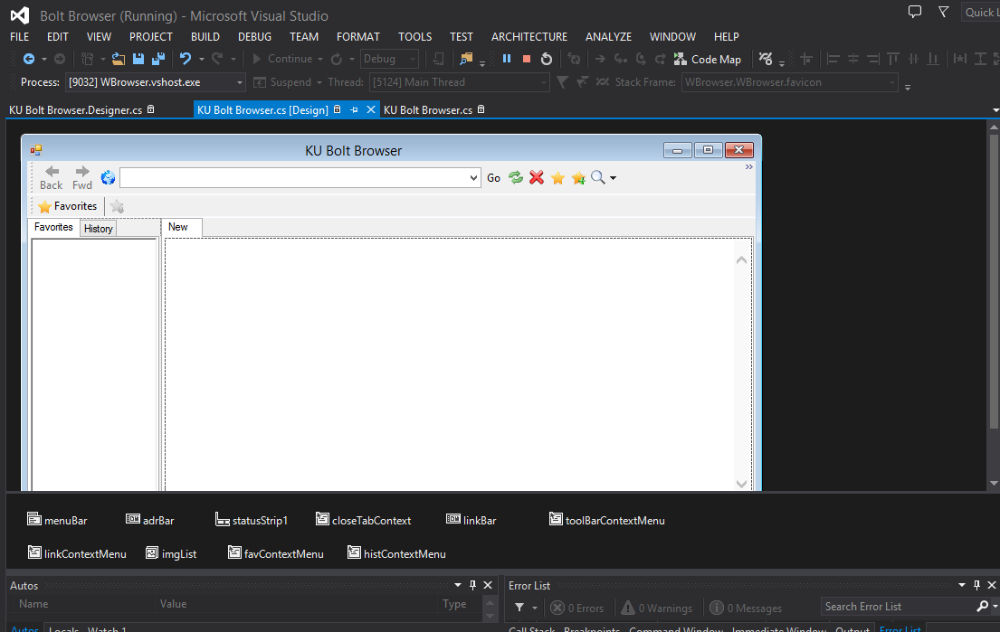 Bolt Browser (Running) - Microsoft Visual Studio
Quick L
FILE EDIT VIEW PROJECT BUILD DEBUG TEAM FORMAT TOOLS TEST ARCHITECTURE ANALYZE WINDOW HELP
Continue Debug Code Map
Process: [9032] WBrowser.vshost.exe Suspend Thread: [5124] Main Thread Stack Frame: WBrowser.WBrowser.favicon
KU Bolt Browser.Designer.cs KU Bolt Browser.cs [Design] KU Bolt Browser.cs
KU Bolt Browser
Back Fwd Go
Favorites
Favorites History New
menuBar adrBar statusStrip1 closeTabContext linkBar toolBarContextMenu
linkContextMenu imgList favContextMenu histContextMenu
Autos Error List
Name Value Type 0 Errors 0 Warnings 0 Messages Search Error List
Autos Locals Watch 1 Call Stack Breakpoints Command Window Immediate Window Output Error List